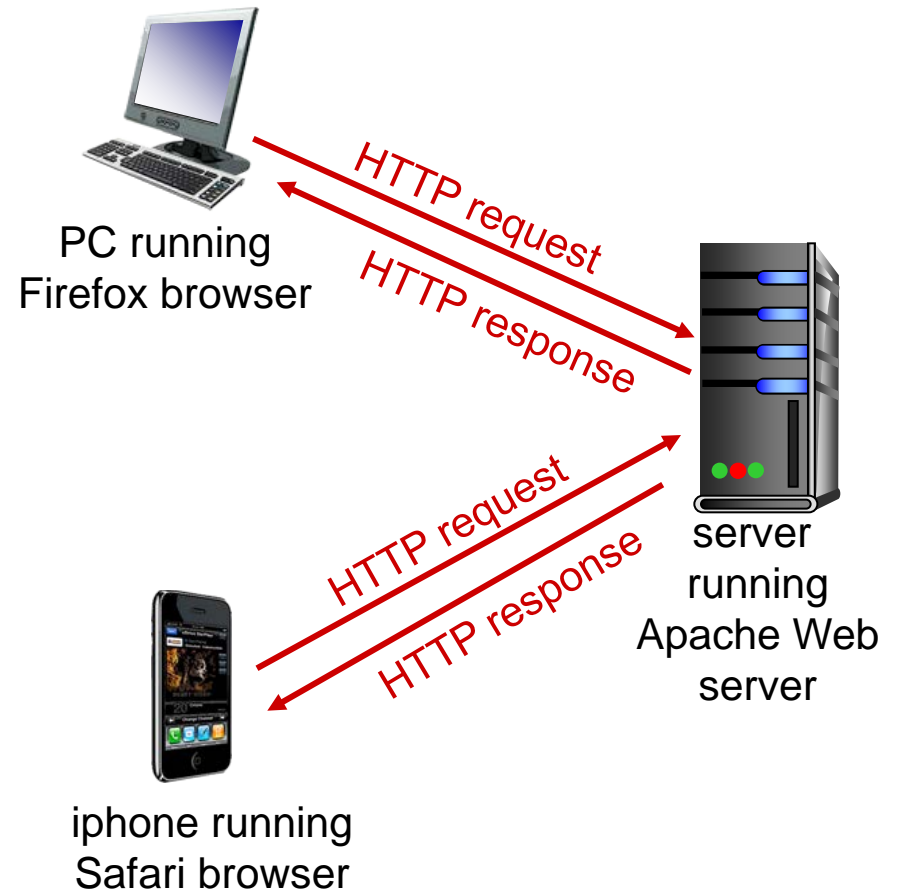 HTTP request
HTTP response
PC running
Firefox browser
HTTP request
HTTP response
server
running
Apache Web
server
iphone running
Safari browser